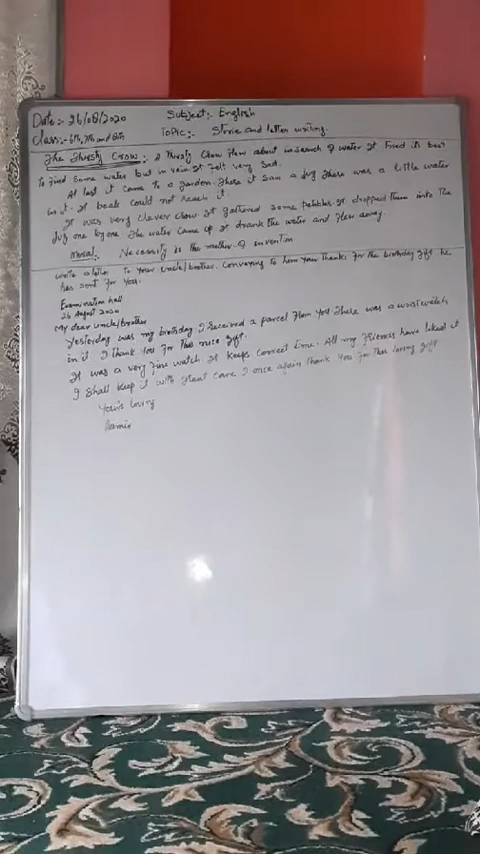 Date:- 26/08/2020 Subject:- English
Class:- 6th, 7th and 8th Topic:- Storie and letter writing.
The Thirsty Crow:- A Thirsty Crow flew about in search of water It Tried its best
To find some water but in vain it felt very sad.
At last it came to a garden. There it saw a Jug There was a little water
in it. It beak could not reach it
It was very clever crow it gathered some pebbles. It dropped them into the
Jug one by one The water came up it drank the water and flew away.
Moral:- Necessity is the mother of invention
Write a letter To Your uncle/brother. Conveying to him Your Thanks for the birthday gift he
has sent for you.
Examination hall
26 August 2020
My dear uncle/brother
Yesterday was my birthday I received a parcel from you There was a wristwatch
in it I thank You for this nice gift.
It was a very fine watch. It keeps correct time. All my friends have liked it
I shall keep it with great care I once again thank You for this loving gift
Your's loving